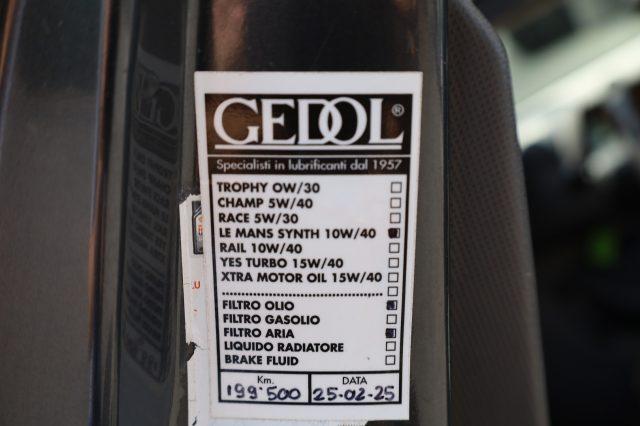 GEDOL®
Specialisti in lubrificanti dal 1957
TROPHY OW/30
CHAMP 5W/40
RACE 5W/30
LE MANS SYNTH 10W/40
RAIL 10W/40
YES TURBO 15W/40
XTRA MOTOR OIL 15W/40
FILTRO OLIO
FILTRO GASOLIO
FILTRO ARIA
LIQUIDO RADIATORE
BRAKE FLUID
Km. DATA
199'500 25-02-25